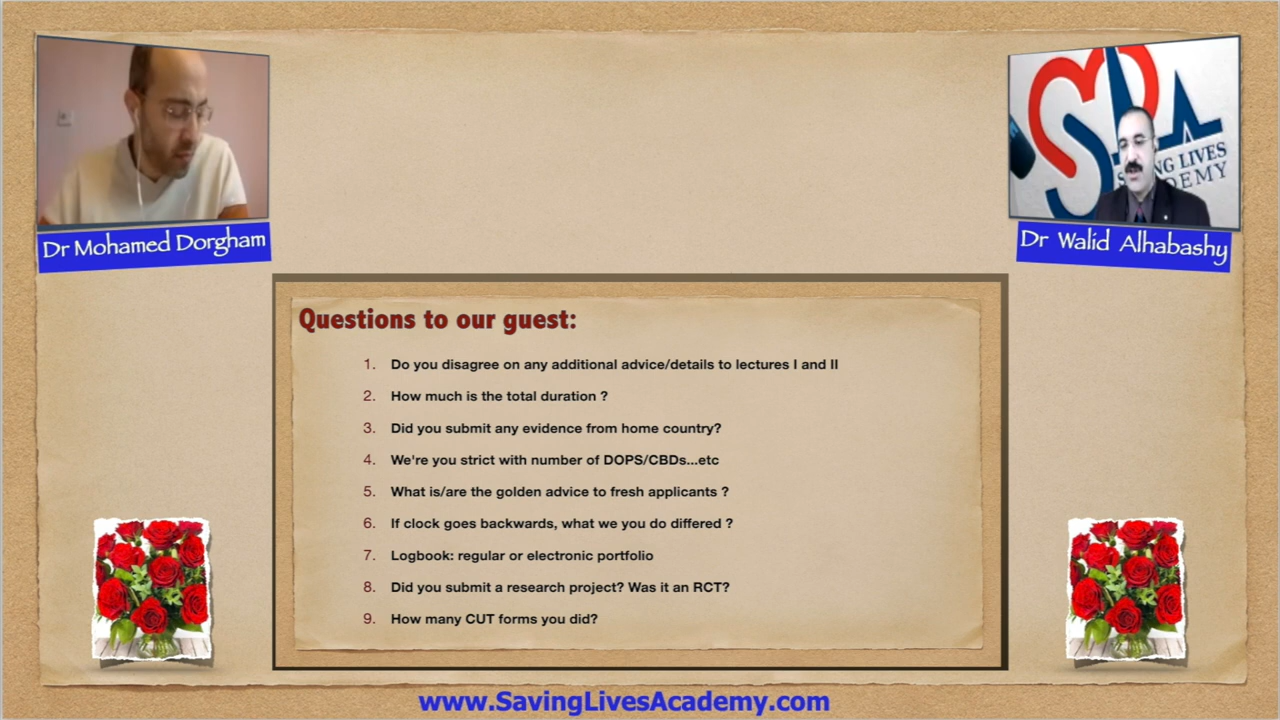 Dr Mohamed Dorgham
SAVING LIVES
ACADEMY
Dr Walid Alhabashy
Questions to our guest:
1. Do you disagree on any additional advice/details to lectures I and II
2. How much is the total duration ?
3. Did you submit any evidence from home country?
4. We're you strict with number of DOPS/CBDs...etc
5. What is/are the golden advice to fresh applicants ?
6. If clock goes backwards, what we you do differed ?
7. Logbook: regular or electronic portfolio
8. Did you submit a research project? Was it an RCT?
9. How many CUT forms you did?
www.SavingLivesAcademy.com